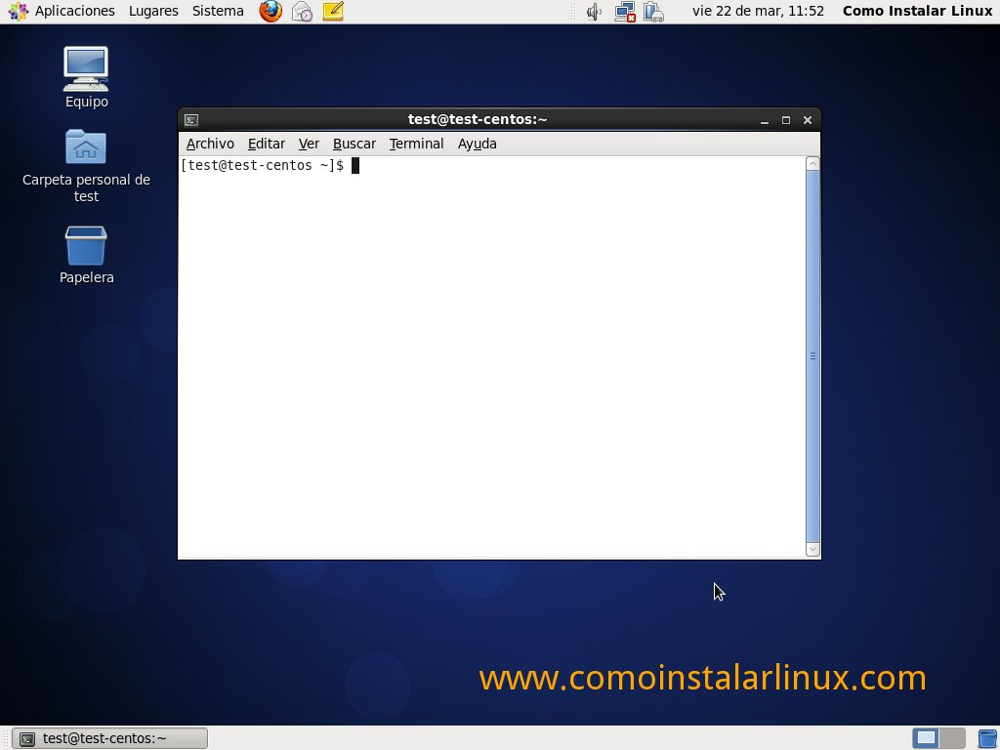 Aplicaciones Lugares Sistema vie 22 de mar, 11:52 Como Instalar Linux
Equipo
Carpeta personal de
test
Papelera
test@test-centos:~
Archivo Editar Ver Buscar Terminal Ayuda
[test@test-centos ~]$
www.comoinstalarlinux.com
test@test-centos:~